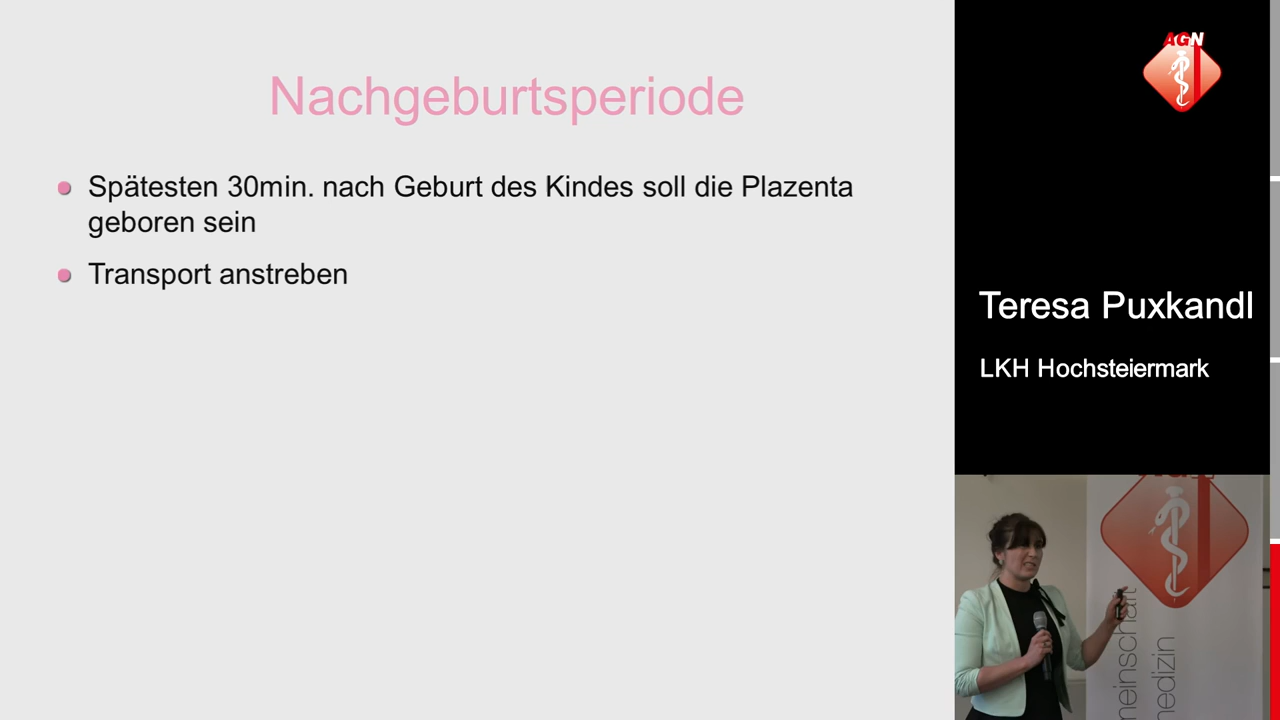 Nachgeburtsperiode
Spätesten 30min. nach Geburt des Kindes soll die Plazenta
geboren sein
Transport anstreben
AGN
Teresa Puxkandl
LKH Hochsteiermark